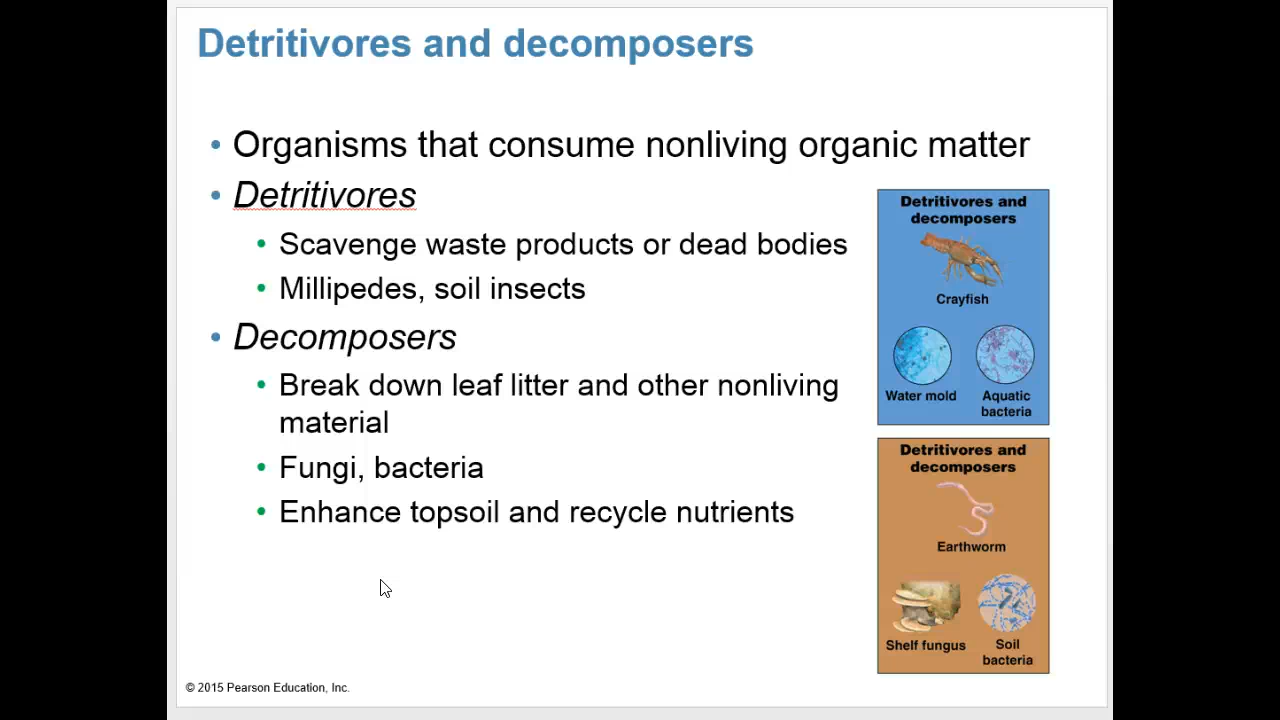 Detritivores and decomposers
• Organisms that consume nonliving organic matter
• Detritivores
• Scavenge waste products or dead bodies
• Millipedes, soil insects
• Decomposers
• Break down leaf litter and other nonliving
material
• Fungi, bacteria
• Enhance topsoil and recycle nutrients
Detritivores and
decomposers
Crayfish
Water mold
Aquatic
bacteria
Detritivores and
decomposers
Earthworm
Shelf fungus
Soil
bacteria
© 2015 Pearson Education, Inc.